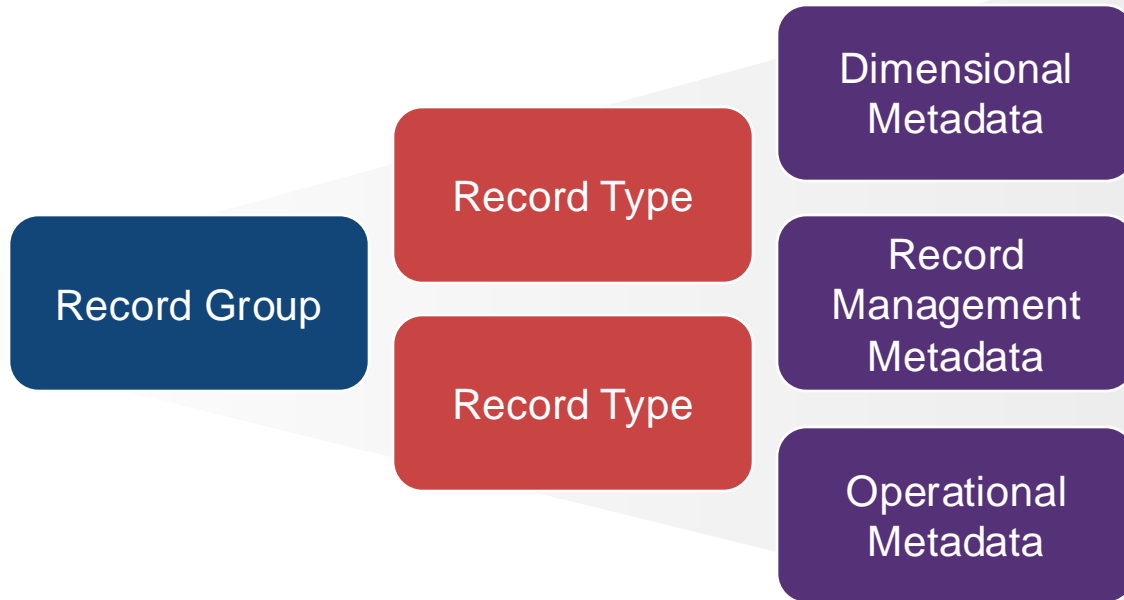 Record Group
Record Type
Record Type
Dimensional
Metadata
Record
Management
Metadata
Operational
Metadata